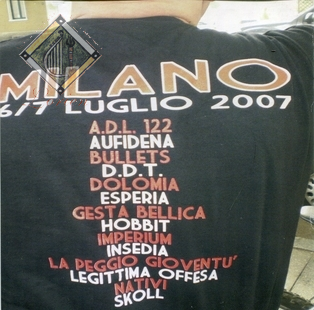 MILANO
6/7 LUGLIO 2007
A.D.L. 122
AUFIDENA
BULLETS
D.D.T.
DOLOMIA
ESPERIA
GESTA BELLICA
HOBBIT
IMPERIUM
INSEDIA
LA PEGGIO GIOVENTU'
LEGITTIMA OFFESA
NATIVI
SKOLL